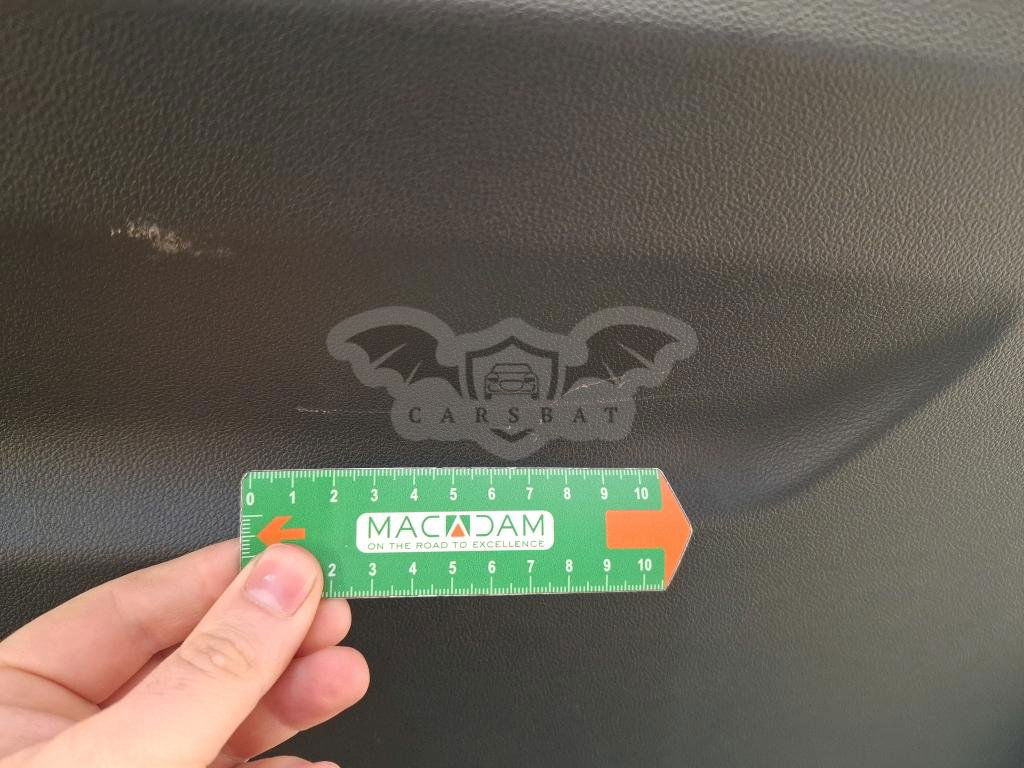 CARSBAT
0 1 2 3 4 5 6 7 8 9 10
MACADAM
ON THE ROAD TO EXCELLENCE
2 3 4 5 6 7 8 9 10